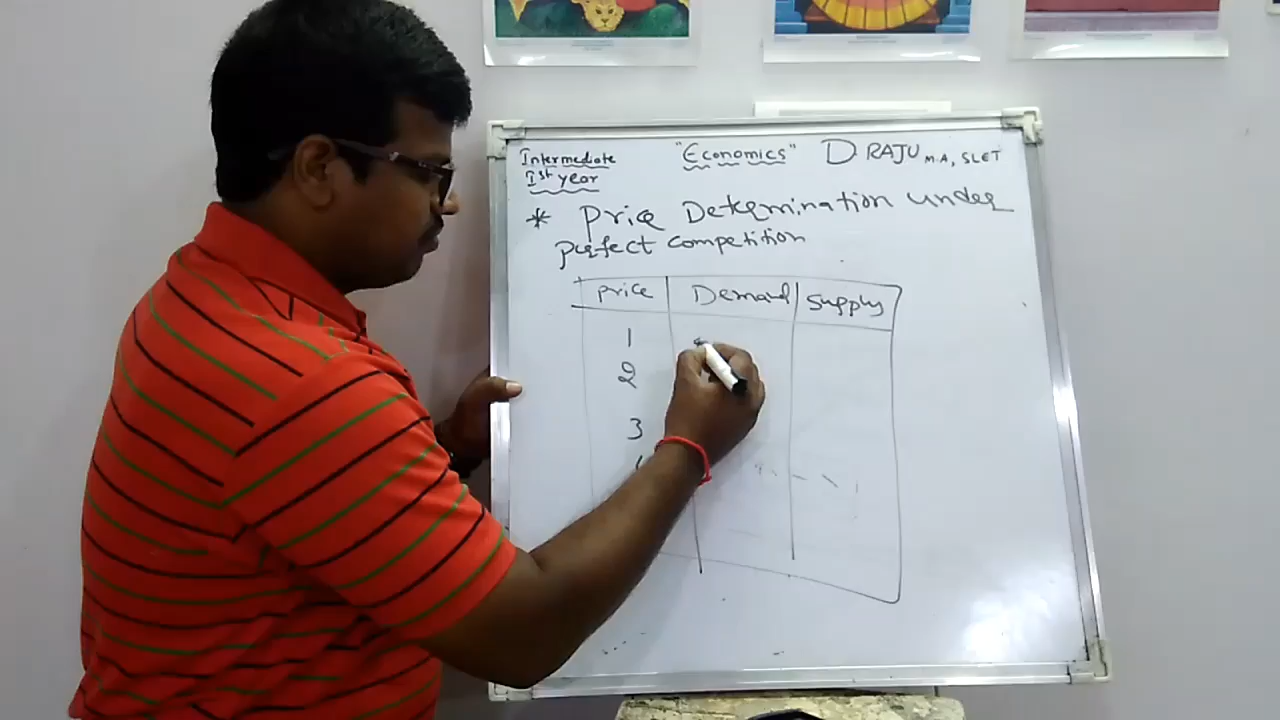 Intermediate
Ist year
"Economics"
D. RAJU M.A, SLET
* Price Determination under
perfect competition
Price Demand Supply
1
2
3